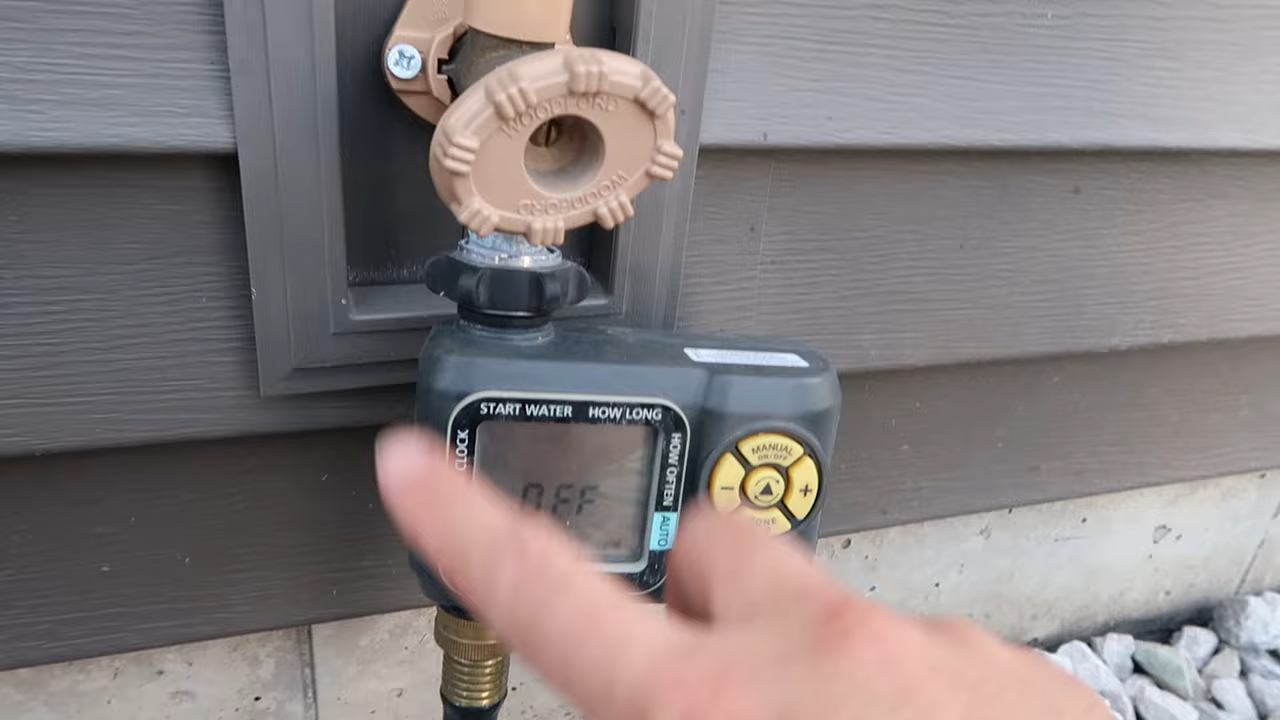 WOODFORD
WOODFORD
START WATER HOW LONG
CLOCK
HOW OFTEN
AUTO
OFF
MANUAL
ON/OFF
- +